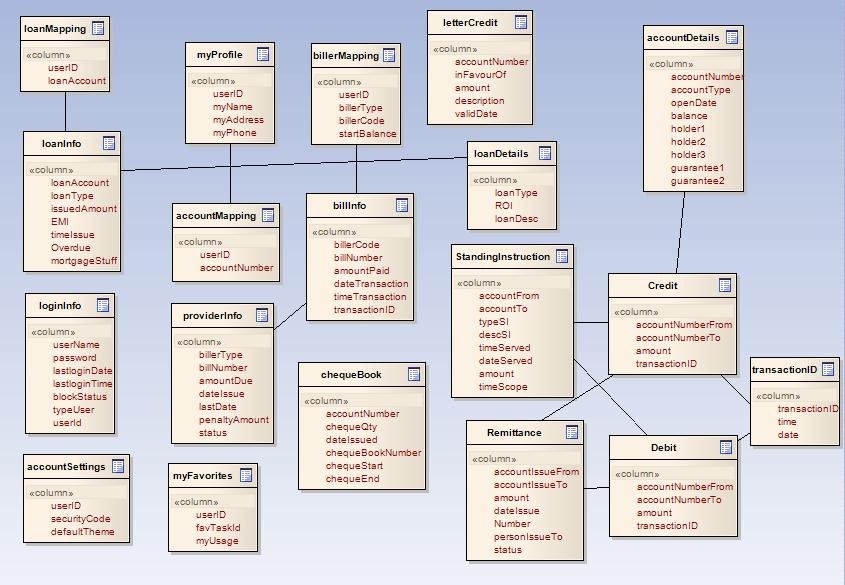 loanMapping
«column»
userID
loanAccount
myProfile
«column»
userID
myName
myAddress
myPhone
billerMapping
«column»
userID
billerType
billerCode
startBalance
letterCredit
«column»
accountNumber
inFavourOf
amount
description
validDate
accountDetails
«column»
accountNumber
accountType
openDate
balance
holder1
holder2
holder3
guarantee1
guarantee2
loanInfo
«column»
loanAccount
loanType
issuedAmount
EMI
timeIssue
Overdue
mortgageStuff
loanDetails
«column»
loanType
ROI
loanDesc
accountMapping
«column»
userID
accountNumber
billInfo
«column»
billerCode
billNumber
amountPaid
dateTransaction
timeTransaction
transactionID
StandingInstruction
«column»
accountFrom
accountTo
typeSI
descSI
timeServed
dateServed
amount
timeScope
Credit
«column»
accountNumberFrom
accountNumberTo
amount
transactionID
loginInfo
«column»
userName
password
lastloginDate
lastloginTime
blockStatus
typeUser
userId
providerInfo
«column»
billerType
billNumber
amountDue
dateIssue
lastDate
penaltyAmount
status
chequeBook
«column»
accountNumber
chequeQty
dateIssued
chequeBookNumber
chequeStart
chequeEnd
transactionID
«column»
transactionID
time
date
Remittance
«column»
accountIssueFrom
accountIssueTo
amount
dateIssue
Number
personIssueTo
status
Debit
«column»
accountNumberFrom
accountNumberTo
amount
transactionID
accountSettings
«column»
userID
securityCode
defaultTheme
myFavorites
«column»
userID
favTaskId
myUsage